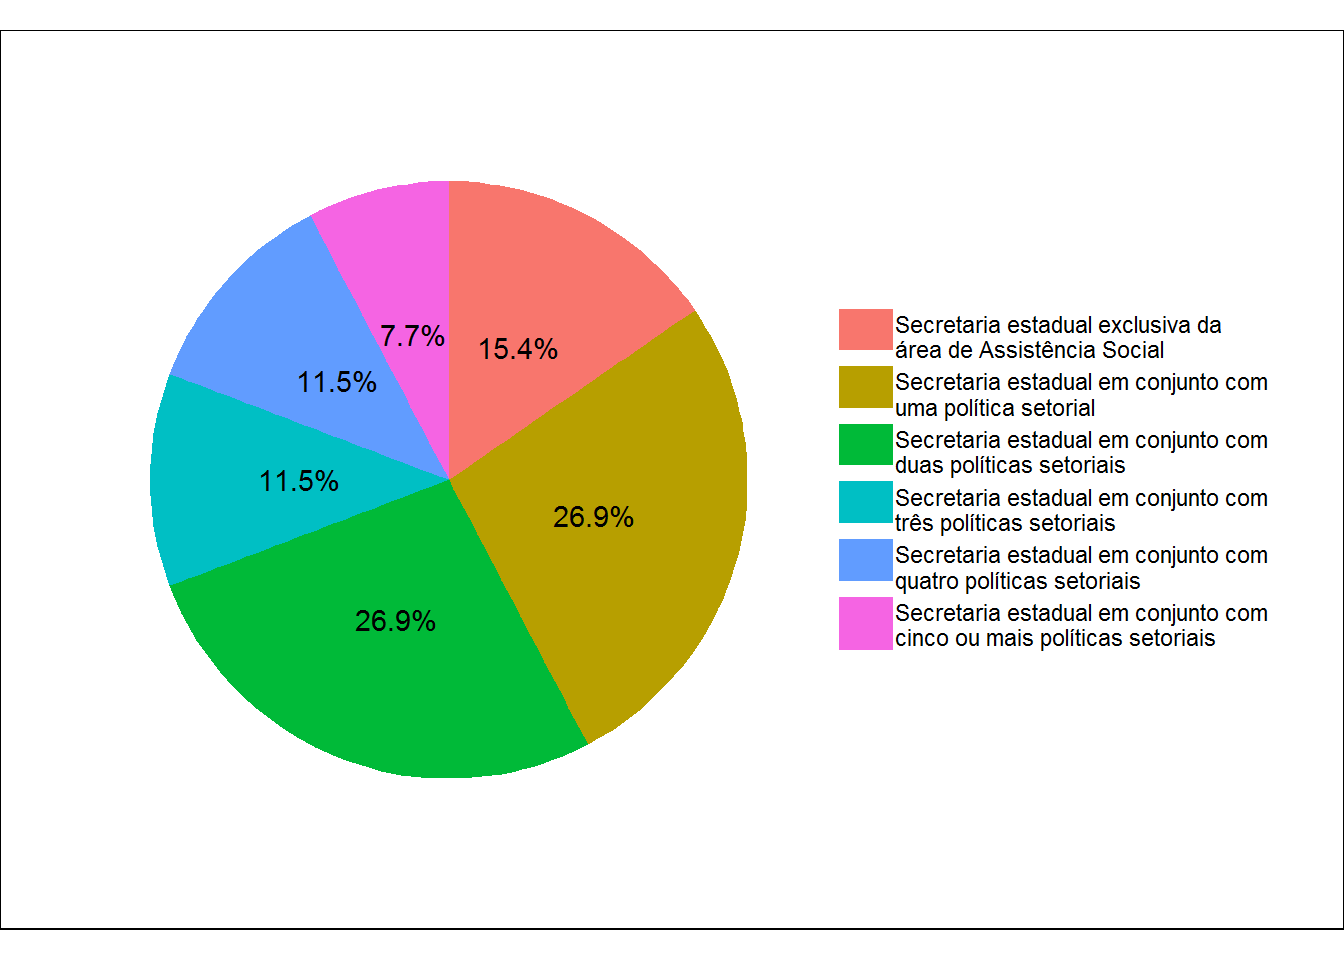 7.7%
15.4%
11.5%
11.5%
26.9%
26.9%
Secretaria estadual exclusiva da
área de Assistência Social
Secretaria estadual em conjunto com
uma política setorial
Secretaria estadual em conjunto com
duas políticas setoriais
Secretaria estadual em conjunto com
três políticas setoriais
Secretaria estadual em conjunto com
quatro políticas setoriais
Secretaria estadual em conjunto com
cinco ou mais políticas setoriais